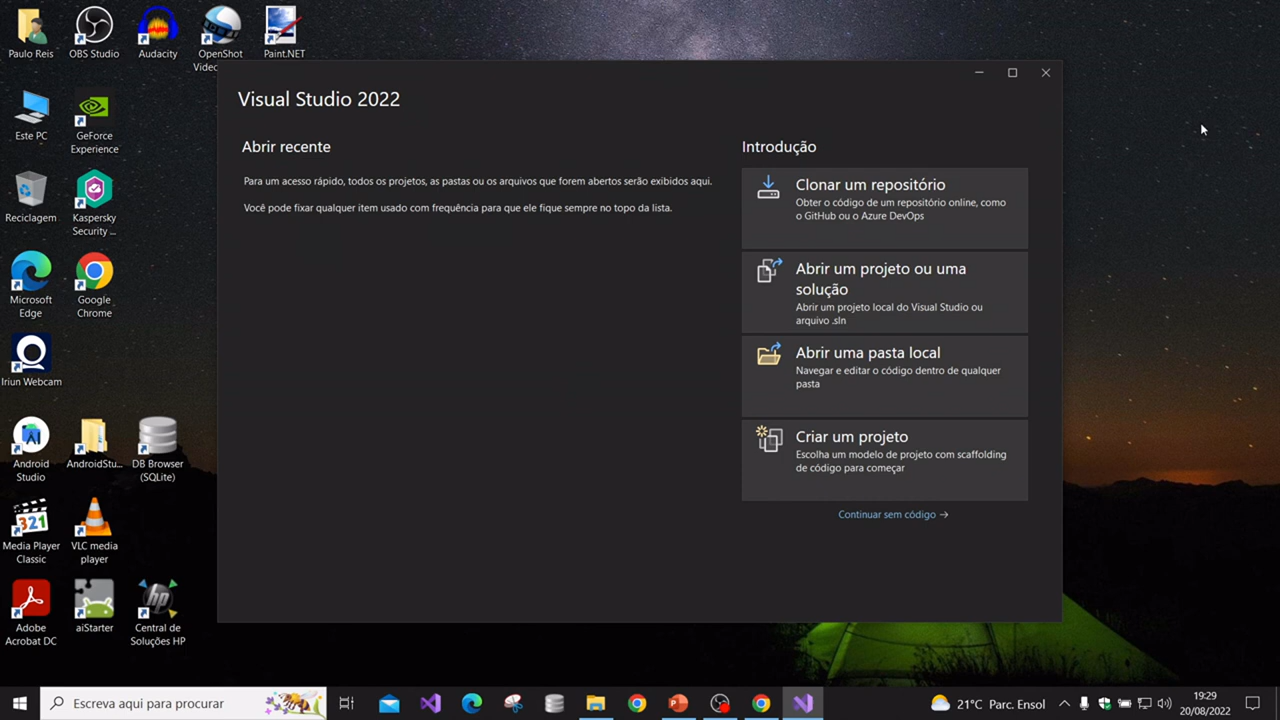 Paulo Reis
OBS Studio
Audacity
OpenShot
Video
Paint.NET
Este PC
GeForce
Experience
Reciclagem
Kaspersky
Security ...
Microsoft
Edge
Google
Chrome
Iriun Webcam
Android
Studio
AndroidStu...
DB Browser
(SQLite)
321
Media Player
Classic
VLC media
player
Adobe
Acrobat DC
aiStarter
hp
Central de
Soluções HP
Visual Studio 2022
Abrir recente
Para um acesso rápido, todos os projetos, as pastas ou os arquivos que forem abertos serão exibidos aqui.
Você pode fixar qualquer item usado com frequência para que ele fique sempre no topo da lista.
Introdução
Clonar um repositório
Obter o código de um repositório online, como
o GitHub ou o Azure DevOps
Abrir um projeto ou uma
solução
Abrir um projeto local do Visual Studio ou
arquivo .sln
Abrir uma pasta local
Navegar e editar o código dentro de qualquer
pasta
Criar um projeto
Escolha um modelo de projeto com scaffolding
de código para começar
Continuar sem código →
Escreva aqui para procurar
21°C Parc. Ensol
19:29
20/08/2022